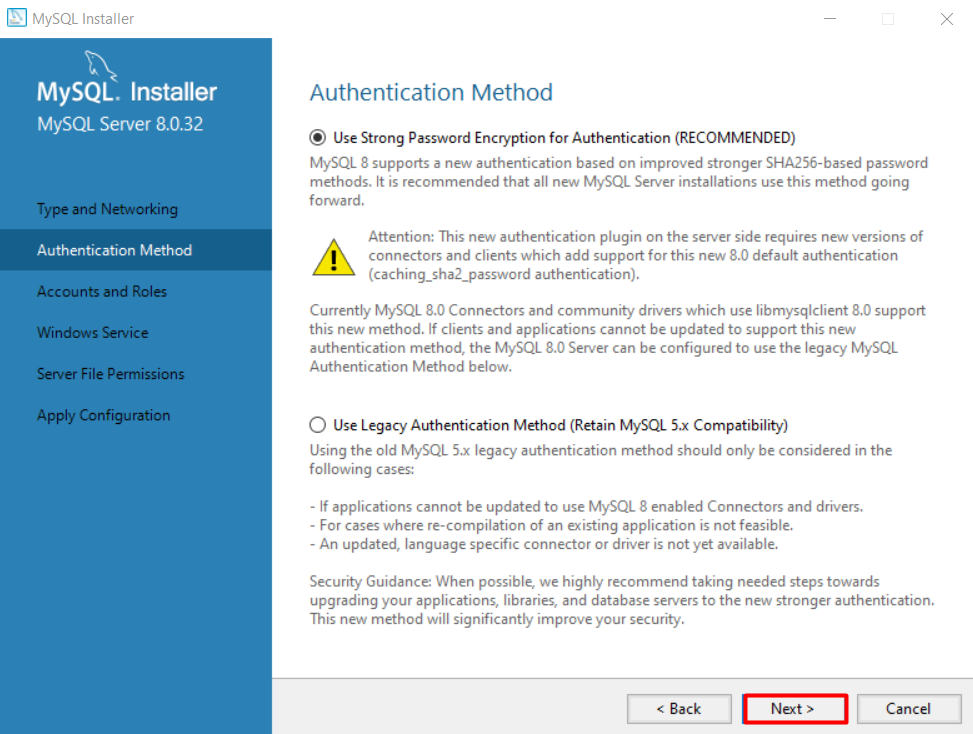 MySQL Installer
MySQL. Installer
MySQL Server 8.0.32
Type and Networking
Authentication Method
Accounts and Roles
Windows Service
Server File Permissions
Apply Configuration
Authentication Method
Use Strong Password Encryption for Authentication (RECOMMENDED)
MySQL 8 supports a new authentication based on improved stronger SHA256-based password
methods. It is recommended that all new MySQL Server installations use this method going
forward.
Attention: This new authentication plugin on the server side requires new versions of
connectors and clients which add support for this new 8.0 default authentication
(caching_sha2_password authentication).
Currently MySQL 8.0 Connectors and community drivers which use libmysqlclient 8.0 support
this new method. If clients and applications cannot be updated to support this new
authentication method, the MySQL 8.0 Server can be configured to use the legacy MySQL
Authentication Method below.
Use Legacy Authentication Method (Retain MySQL 5.x Compatibility)
Using the old MySQL 5.x legacy authentication method should only be considered in the
following cases:
- If applications cannot be updated to use MySQL 8 enabled Connectors and drivers.
- For cases where re-compilation of an existing application is not feasible.
- An updated, language specific connector or driver is not yet available.
Security Guidance: When possible, we highly recommend taking needed steps towards
upgrading your applications, libraries, and database servers to the new stronger authentication.
This new method will significantly improve your security.
< Back
Next >
Cancel